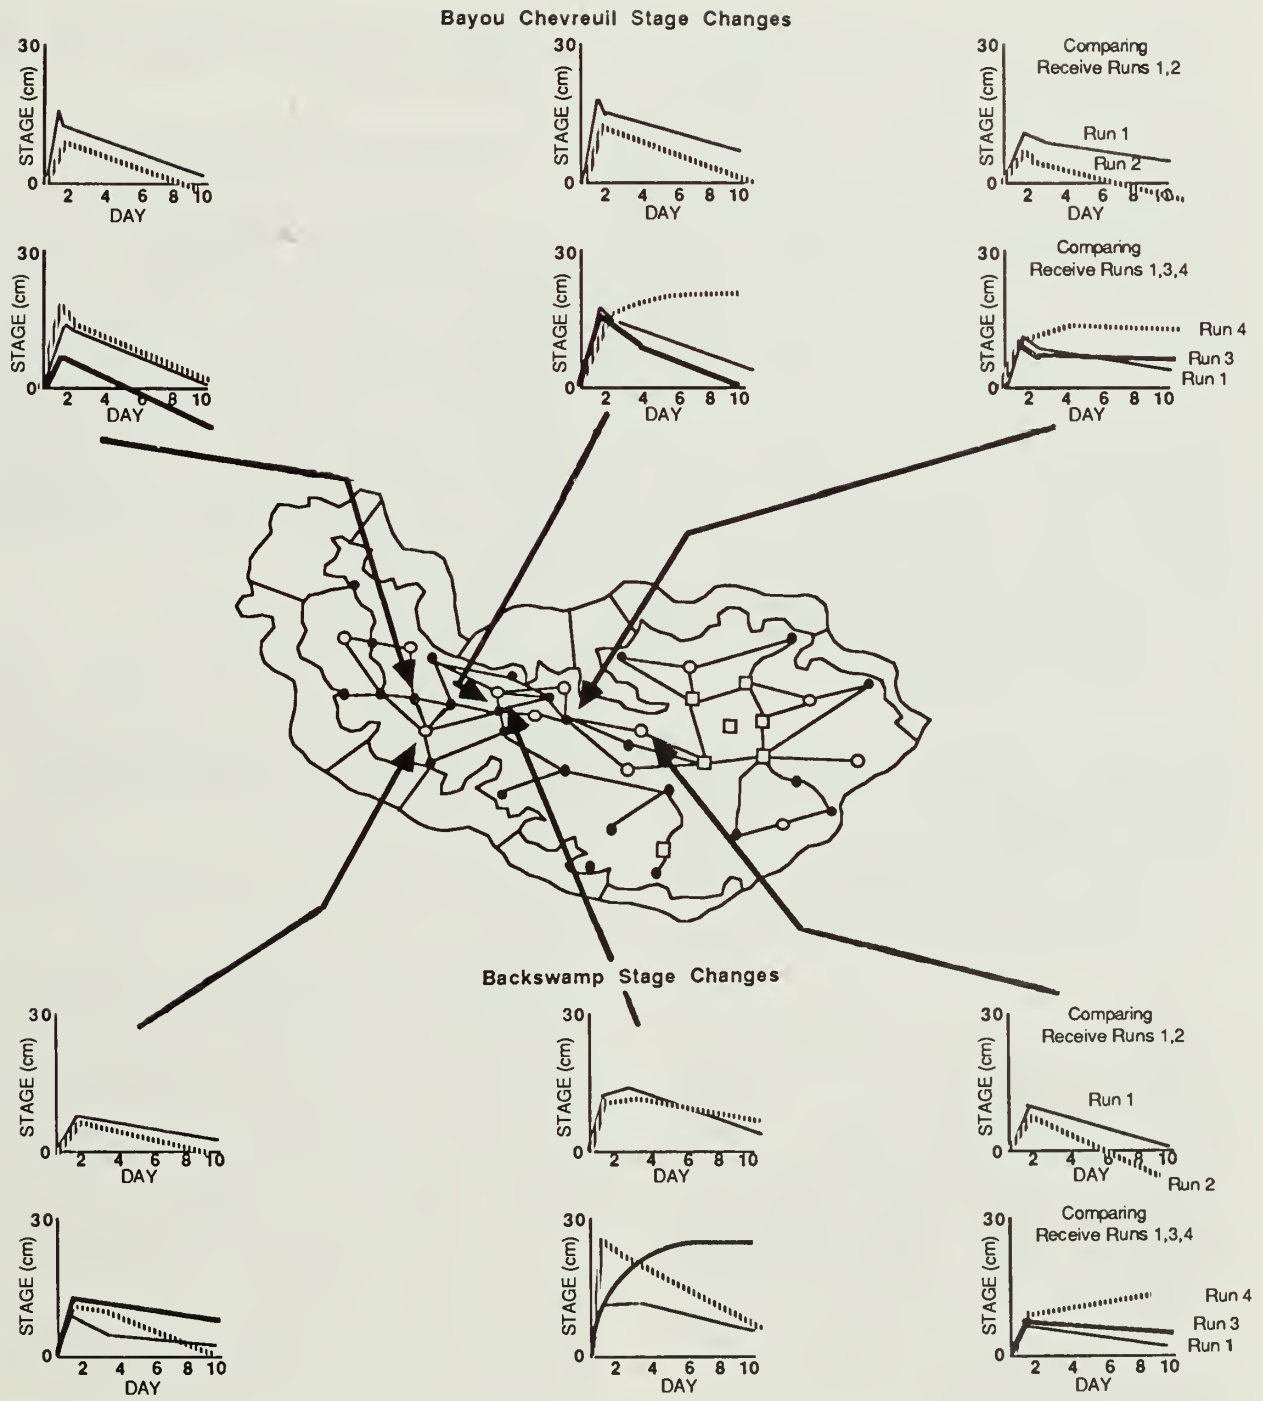 Bayou Chevreuil Stage Changes
30
STAGE (cm)
0
2 4 6 8 10
DAY
30
STAGE (cm)
0
2 4 6 8 10
DAY
30
STAGE (cm)
0
Comparing
Receive Runs 1,2
Run 1
Run 2
2 4 6 8 10
DAY
30
STAGE (cm)
0
2 4 6 8 10
DAY
30
STAGE (cm)
0
2 4 6 8 10
DAY
30
STAGE (cm)
0
Comparing
Receive Runs 1,3,4
Run 4
Run 3
Run 1
2 4 6 8 10
DAY
Backswamp Stage Changes
30
STAGE (cm)
0
2 4 6 8 10
DAY
30
STAGE (cm)
0
2 4 6 8 10
DAY
30
STAGE (cm)
0
Comparing
Receive Runs 1,2
Run 1
2 4 6 8 10
DAY
Run 2
30
STAGE (cm)
0
2 4 6 8 10
DAY
30
STAGE (cm)
0
2 4 6 8 10
DAY
30
STAGE (cm)
0
Comparing
Receive Runs 1,3,4
Run 4
Run 3
Run 1
2 4 6 8 10
DAY